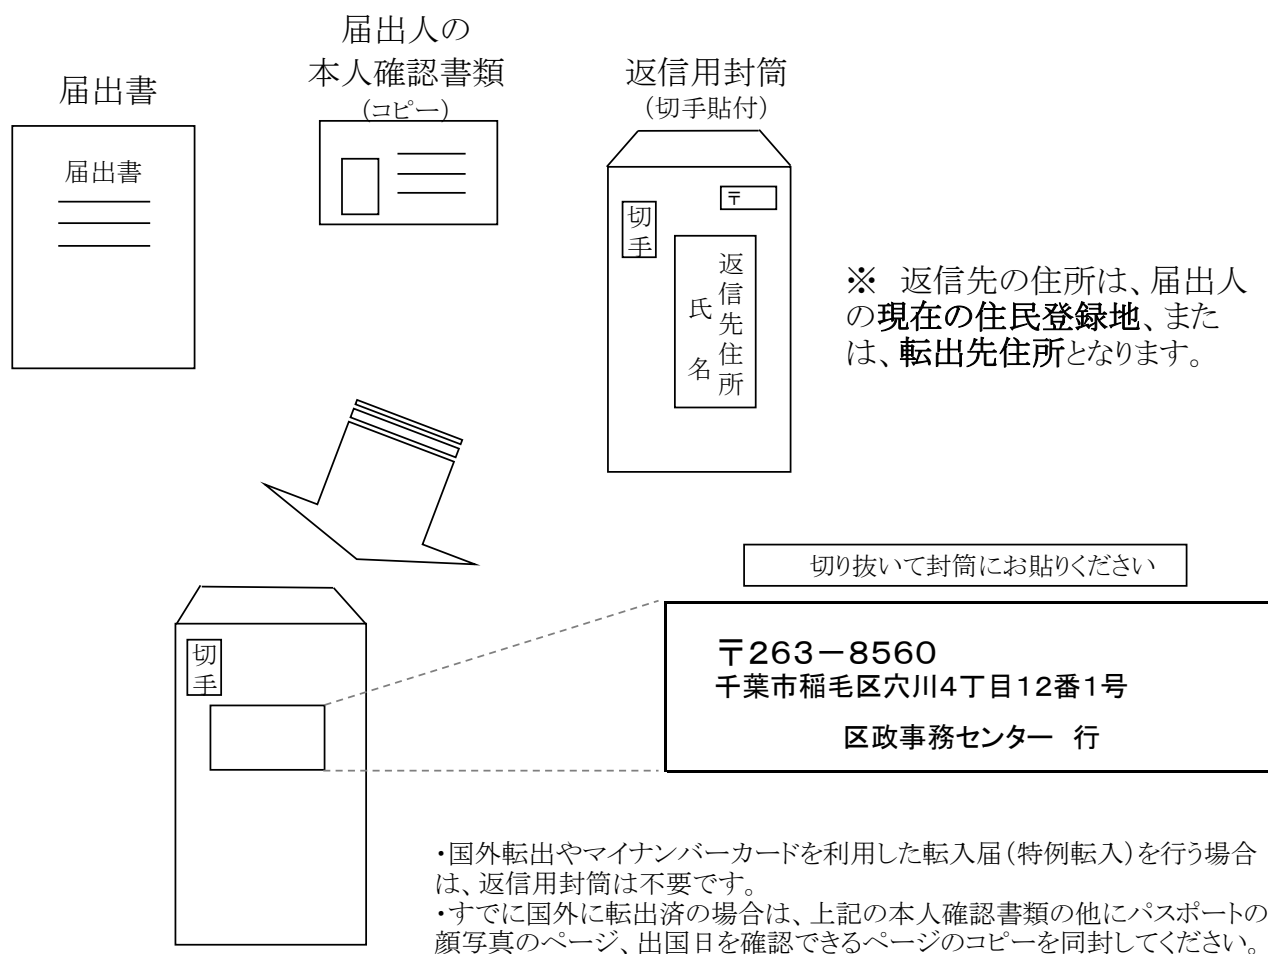 届出書
届出人の
本人確認書類
(コピー)
返信用封筒
(切手貼付)
届出書
切手
〒
返信先住所
氏名
※　返信先の住所は、届出人
の現在の住民登録地、また
は、転出先住所となります。
切り抜いて封筒にお貼りください
切手
〒263－8560
千葉市稲毛区穴川4丁目12番1号
区政事務センター　行
・国外転出やマイナンバーカードを利用した転入届(特例転入)を行う場合
は、返信用封筒は不要です。
・すでに国外に転出済の場合は、上記の本人確認書類の他にパスポートの
顔写真のページ、出国日を確認できるページのコピーを同封してください。